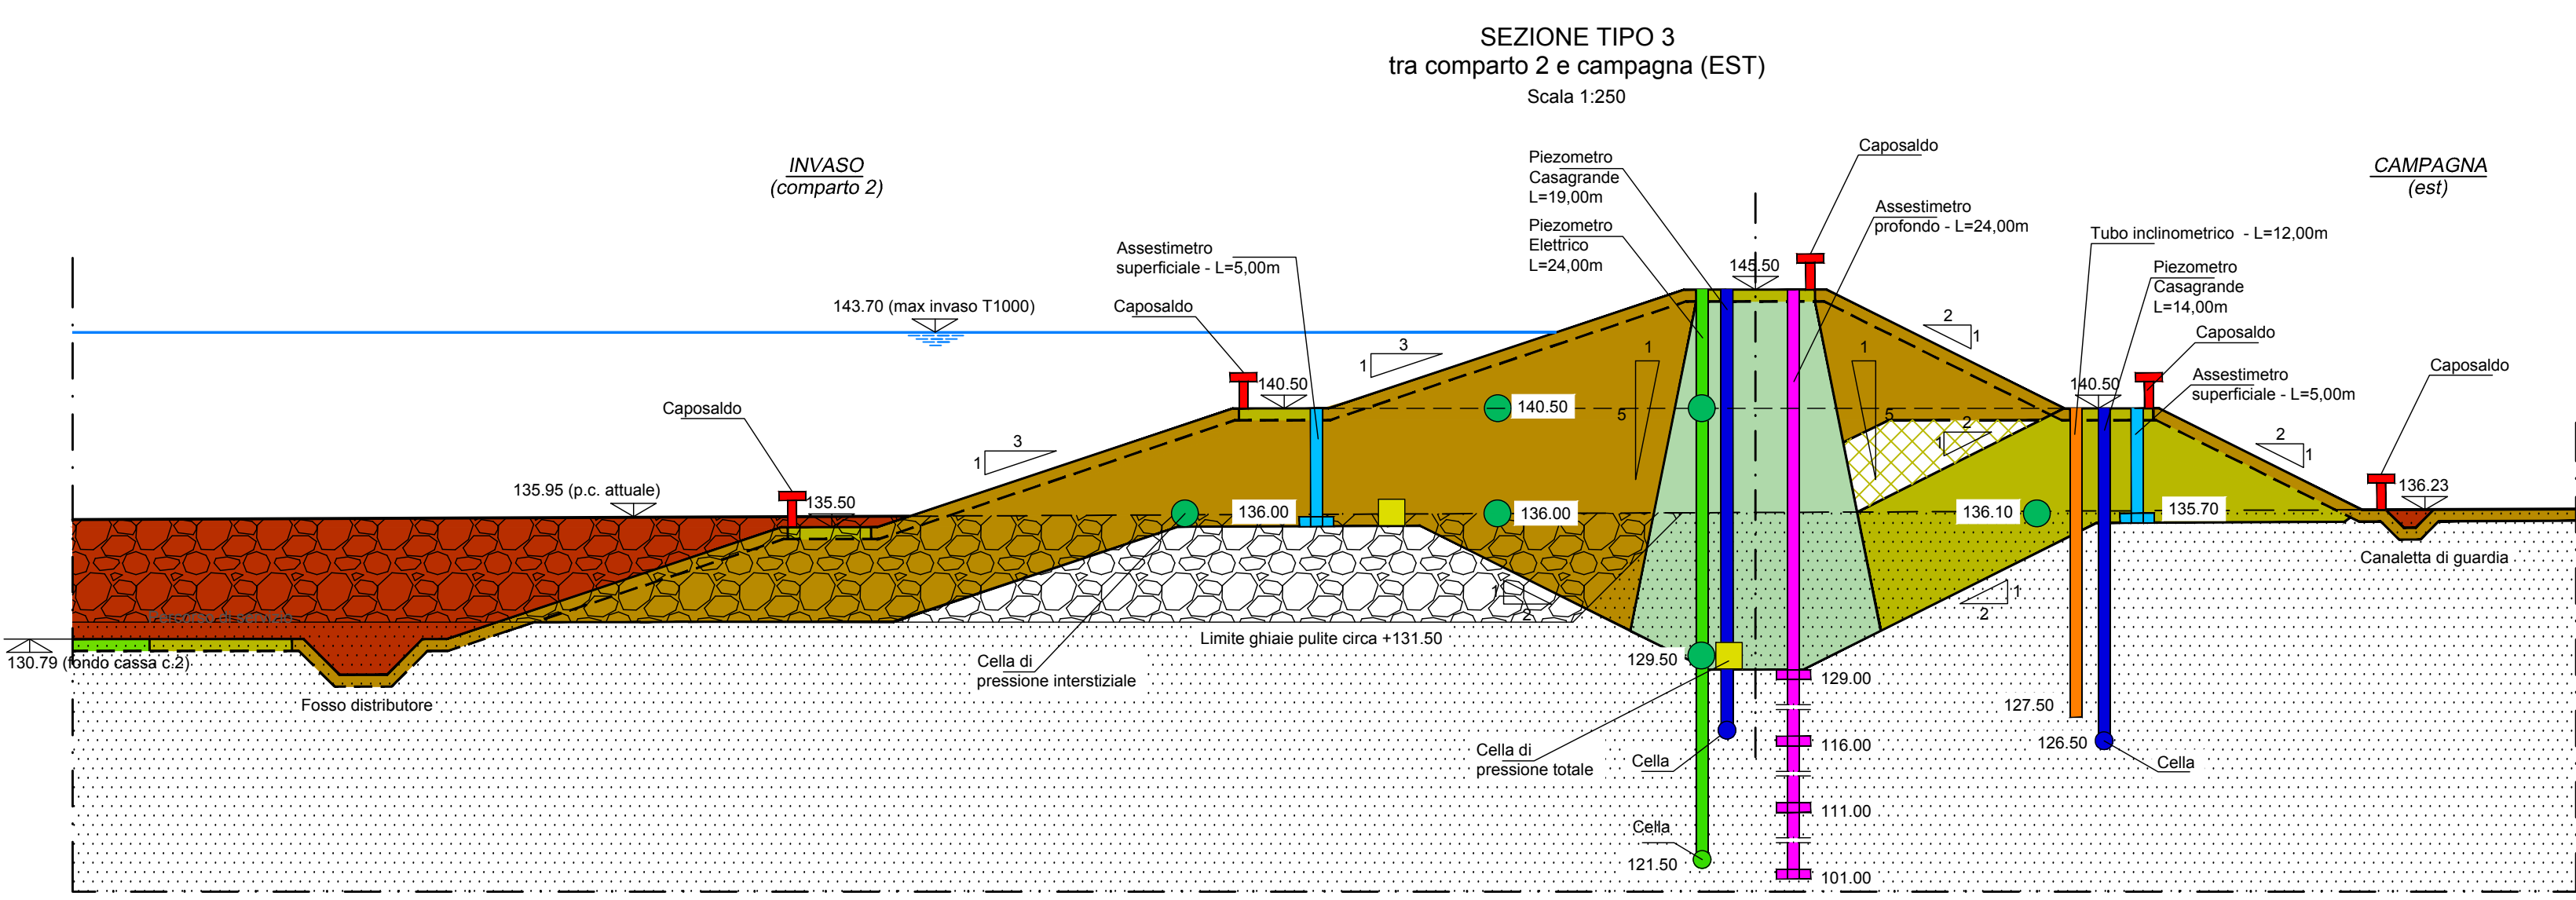 SEZIONE TIPO 3
tra comparto 2 e campagna (EST)
Scala 1:250
INVASO
(comparto 2)
CAMPAGNA
(est)
Piezometro
Casagrande
L=19,00m
Piezometro
Elettrico
L=24,00m
Caposaldo
Assestimetro
profondo - L=24,00m
Tubo inclinometrico - L=12,00m
Piezometro
Casagrande
L=14,00m
Caposaldo
Assestimetro
superficiale - L=5,00m
Caposaldo
Assestimetro
superficiale - L=5,00m
Caposaldo
Caposaldo
143.70 (max invaso T1000)
145.50
140.50
140.50
140.50
135.95 (p.c. attuale)
135.50
136.00
136.00
136.10
135.70
136.23
3
1
3
1
1
5
1
5
2
1
2
1
2
1
1
2
1
2
Canaletta di guardia
Limite ghiaie pulite circa +131.50
130.79 (fondo cassa c.2)
Fosso distributore
Cella di
pressione interstiziale
Cella di
pressione totale
129.50
129.00
127.50
126.50
Cella
Cella
116.00
111.00
Cella
121.50
101.00